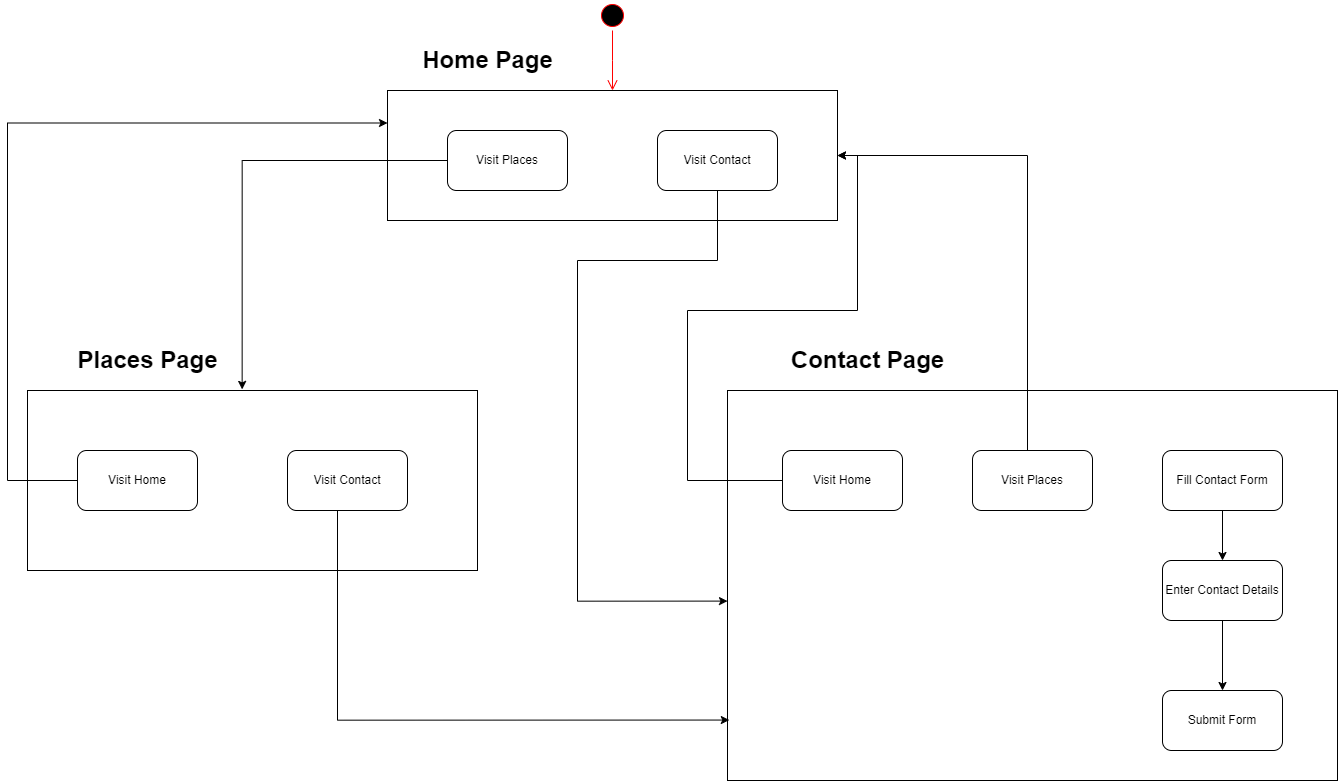 Home Page
Visit Places
Visit Contact
Places Page
Visit Home
Visit Contact
Contact Page
Visit Home
Visit Places
Fill Contact Form
Enter Contact Details
Submit Form